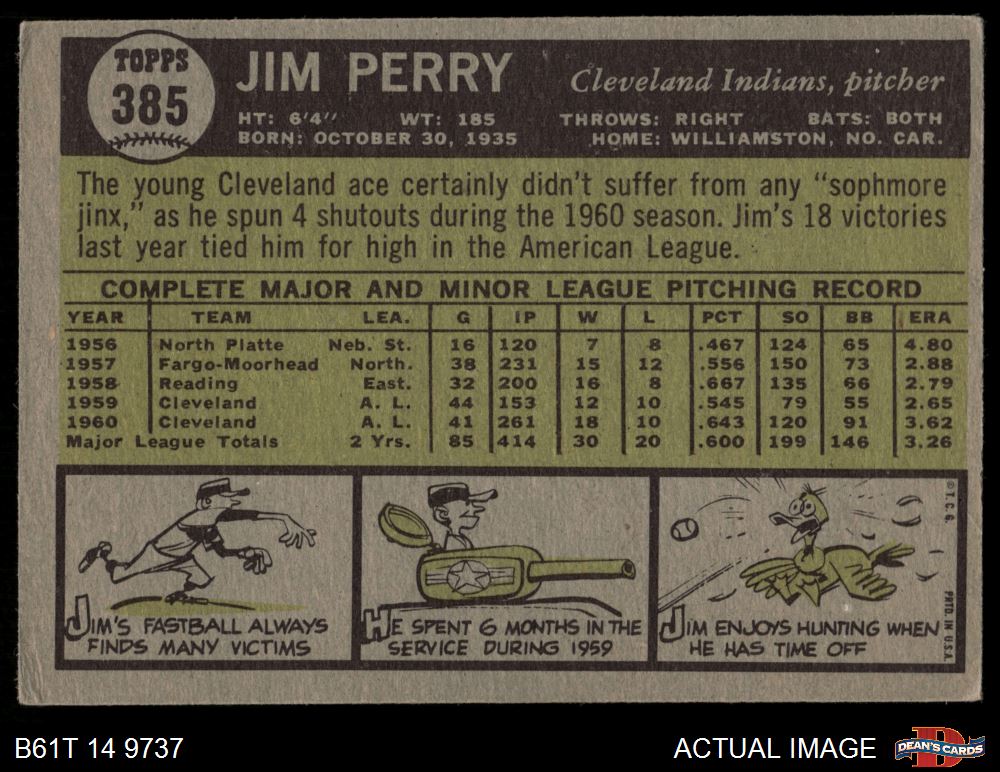 TOPPS
385
JIM PERRY
Cleveland Indians, pitcher
HT: 6'4" WT: 185 THROWS: RIGHT BATS: BOTH
BORN: OCTOBER 30, 1935 HOME: WILLIAMSTON, NO. CAR.
The young Cleveland ace certainly didn't suffer from any "sophmore
jinx," as he spun 4 shutouts during the 1960 season. Jim's 18 victories
last year tied him for high in the American League.
COMPLETE MAJOR AND MINOR LEAGUE PITCHING RECORD
YEAR TEAM LEA. G IP W L PCT SO BB ERA
1956 North Platte Neb. St. 16 120 7 8 .467 124 65 4.80
1957 Fargo-Moorhead North. 38 231 15 12 .556 150 73 2.88
1958 Reading East. 32 200 16 8 .667 135 66 2.79
1959 Cleveland A. L. 44 153 12 10 .545 79 55 2.65
1960 Cleveland A. L. 41 261 18 10 .643 120 91 3.62
Major League Totals 2 Yrs. 85 414 30 20 .600 199 146 3.26
JIM'S FASTBALL ALWAYS
FINDS MANY VICTIMS
HE SPENT 6 MONTHS IN THE
SERVICE DURING 1959
JIM ENJOYS HUNTING WHEN
HE HAS TIME OFF
© T. C. G.
PRTD. IN U.S.A.
B61T 14 9737
ACTUAL IMAGE
D
DEAN'S CARDS